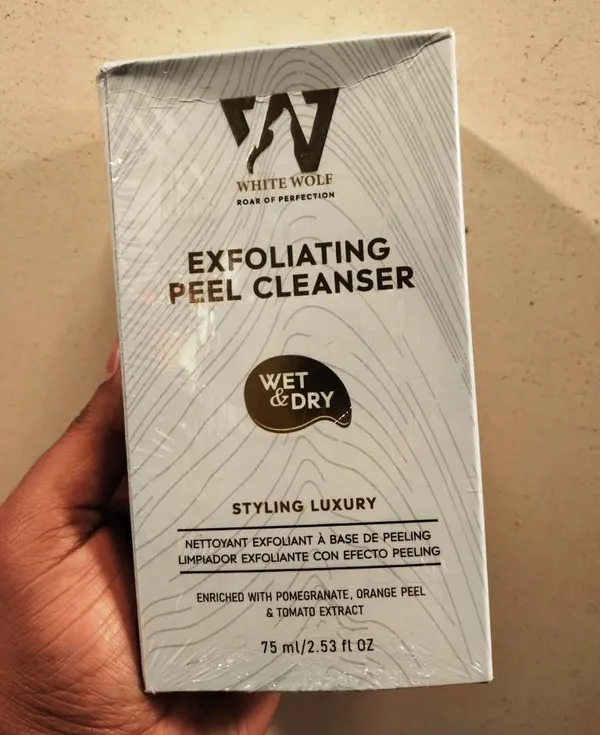 W
WHITE WOLF
ROAR OF PERFECTION
EXFOLIATING
PEEL CLEANSER
WET
& DRY
STYLING LUXURY
NETTOYANT EXFOLIANT À BASE DE PEELING
LIMPIADOR EXFOLIANTE CON EFECTO PEELING
ENRICHED WITH POMEGRANATE, ORANGE PEEL
& TOMATO EXTRACT
75 ml/2.53 fl OZ